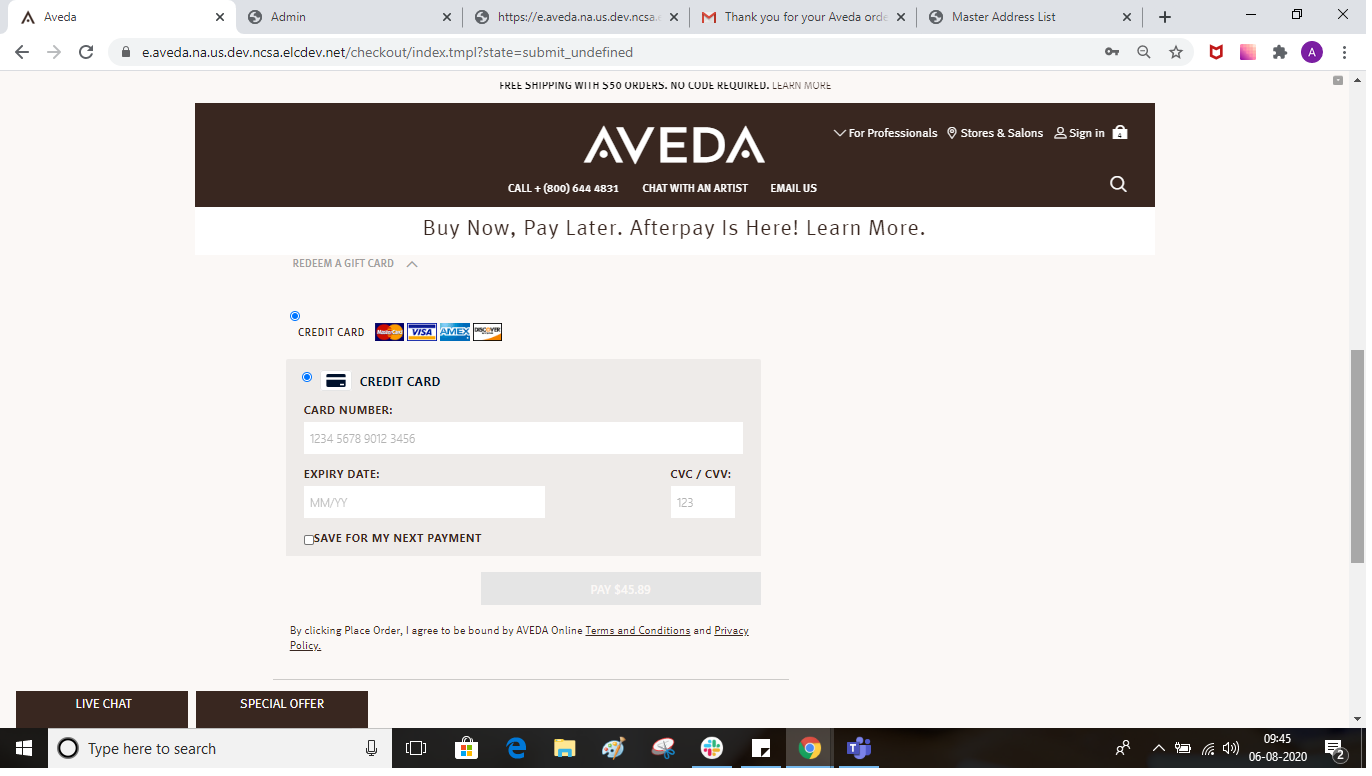 Aveda
Admin
https://e.aveda.na.us.dev.ncsa.e
Thank you for your Aveda orde
Master Address List
e.aveda.na.us.dev.ncsa.elcdev.net/checkout/index.tmpl?state=submit_undefined
A
FREE SHIPPING WITH $50 ORDERS. NO CODE REQUIRED. LEARN MORE
AVEDA
For Professionals Stores & Salons Sign in 4
CALL + (800) 644 4831 CHAT WITH AN ARTIST EMAIL US
Buy Now, Pay Later. Afterpay Is Here! Learn More.
REDEEM A GIFT CARD
CREDIT CARD MasterCard VISA AMEX DISCOVER
CREDIT CARD
CARD NUMBER:
1234 5678 9012 3456
EXPIRY DATE: CVC / CVV:
MM/YY 123
SAVE FOR MY NEXT PAYMENT
PAY $45.89
By clicking Place Order, I agree to be bound by AVEDA Online Terms and Conditions and Privacy
Policy.
LIVE CHAT SPECIAL OFFER
Type here to search
09:45
06-08-2020
2